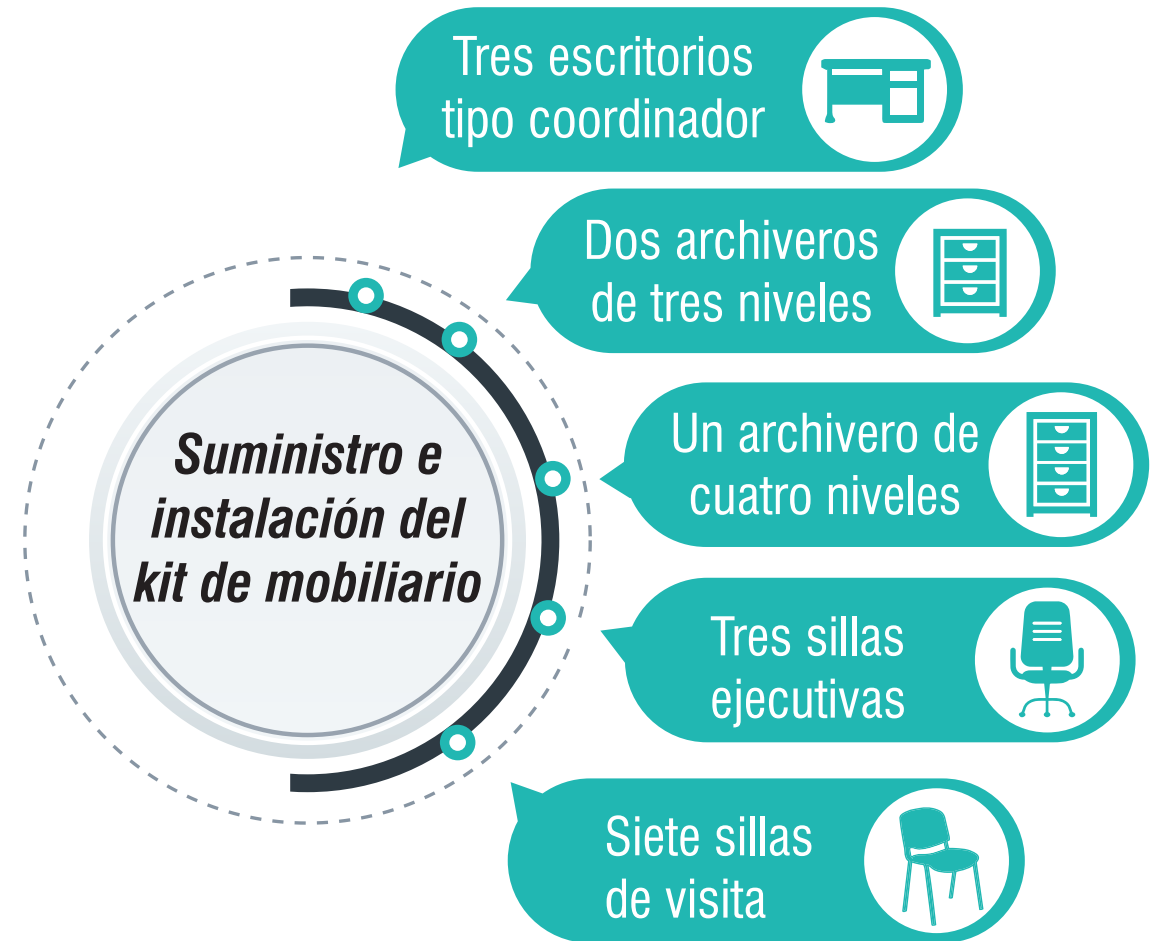 Tres escritorios
tipo coordinador
Dos archiveros
de tres niveles
Un archivero de
cuatro niveles
Suministro e
instalación del
kit de mobiliario
Tres sillas
ejecutivas
Siete sillas
de visita